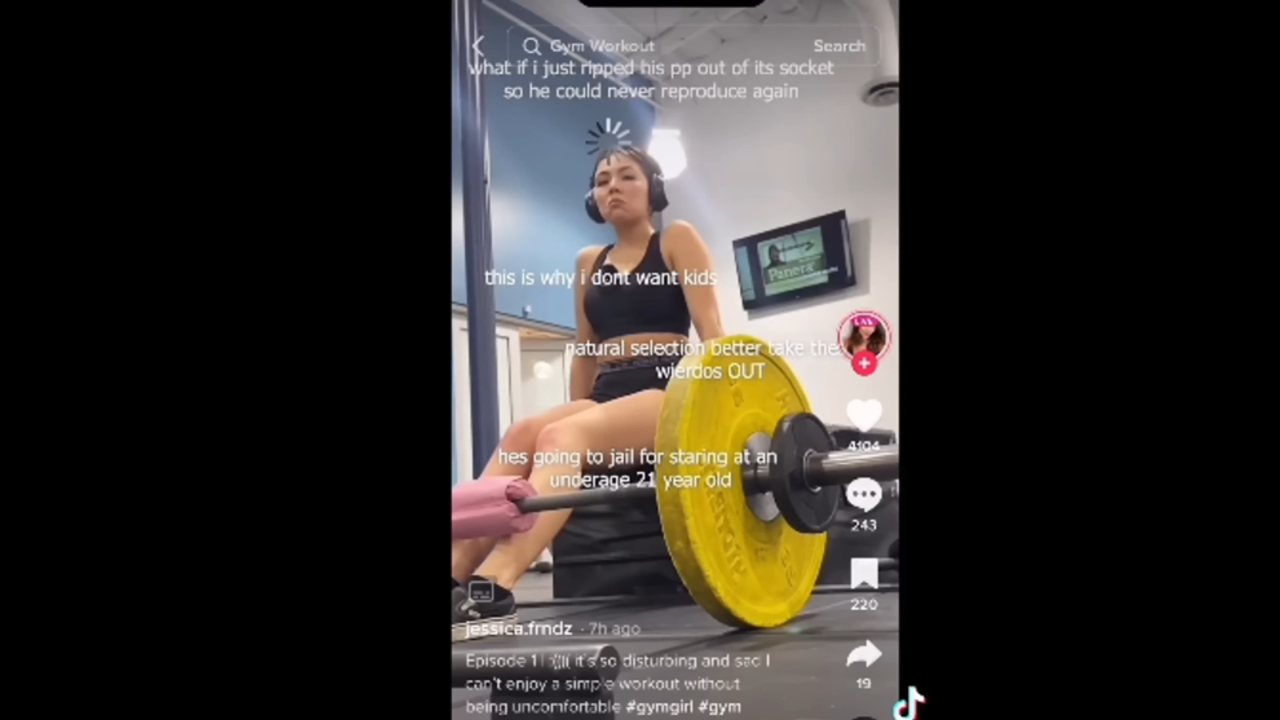 Gym Workout Search
what if i just ripped his pp out of its socket
so he could never reproduce again
Panera
this is why i dont want kids
natural selection better take the
wierdos OUT
hes going to jail for staring at an
underage 21 year old
4104
243
220
19
jessica.frndz · 7h ago
Episode 1 :(((( it's so disturbing and sad I
can't enjoy a simple workout without
being uncomfortable #gymgirl #gym